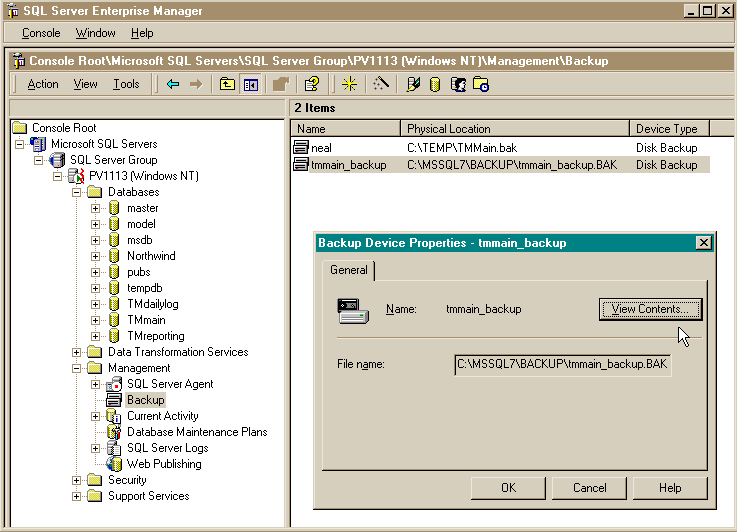 SQL Server Enterprise Manager
Console Window Help
Console Root\Microsoft SQL Servers\SQL Server Group\PV1113 (Windows NT)\Management\Backup
Action View Tools
2 Items
Console Root
Microsoft SQL Servers
SQL Server Group
PV1113 (Windows NT)
Databases
master
model
msdb
Northwind
pubs
tempdb
TMdailylog
TMmain
TMreporting
Data Transformation Services
Management
SQL Server Agent
Backup
Current Activity
Database Maintenance Plans
SQL Server Logs
Web Publishing
Security
Support Services
Name Physical Location Device Type
neal C:\TEMP\TMMain.bak Disk Backup
tmmain_backup C:\MSSQL7\BACKUP\tmmain_backup.BAK Disk Backup
Backup Device Properties - tmmain_backup
General
Name: tmmain_backup View Contents...
File name: C:\MSSQL7\BACKUP\tmmain_backup.BAK
OK Cancel Help